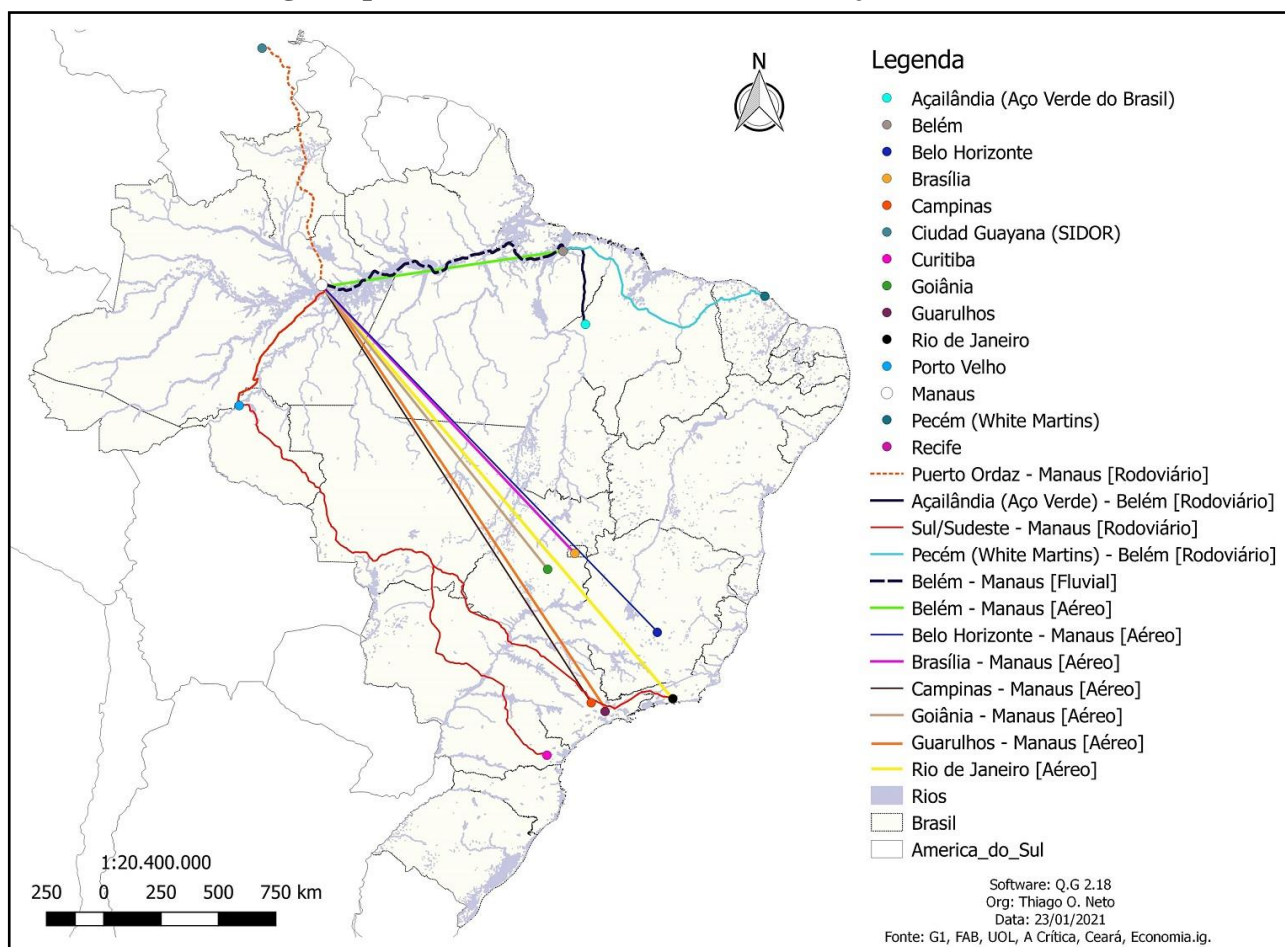 N
Legenda
Açailândia (Aço Verde do Brasil)
Belém
Belo Horizonte
Brasília
Campinas
Ciudad Guayana (SIDOR)
Curitiba
Goiânia
Guarulhos
Rio de Janeiro
Porto Velho
Manaus
Pecém (White Martins)
Recife
Puerto Ordaz - Manaus [Rodoviário]
Açailândia (Aço Verde) - Belém [Rodoviário]
Sul/Sudeste - Manaus [Rodoviário]
Pecém (White Martins) - Belém [Rodoviário]
Belém - Manaus [Fluvial]
Belém - Manaus [Aéreo]
Belo Horizonte - Manaus [Aéreo]
Brasília - Manaus [Aéreo]
Campinas - Manaus [Aéreo]
Goiânia - Manaus [Aéreo]
Guarulhos - Manaus [Aéreo]
Rio de Janeiro [Aéreo]
Rios
Brasil
America_do_Sul
1:20.400.000
250 0 250 500 750 km
Software: Q.G 2.18
Org: Thiago O. Neto
Data: 23/01/2021
Fonte: G1, FAB, UOL, A Crítica, Ceará, Economia.ig.